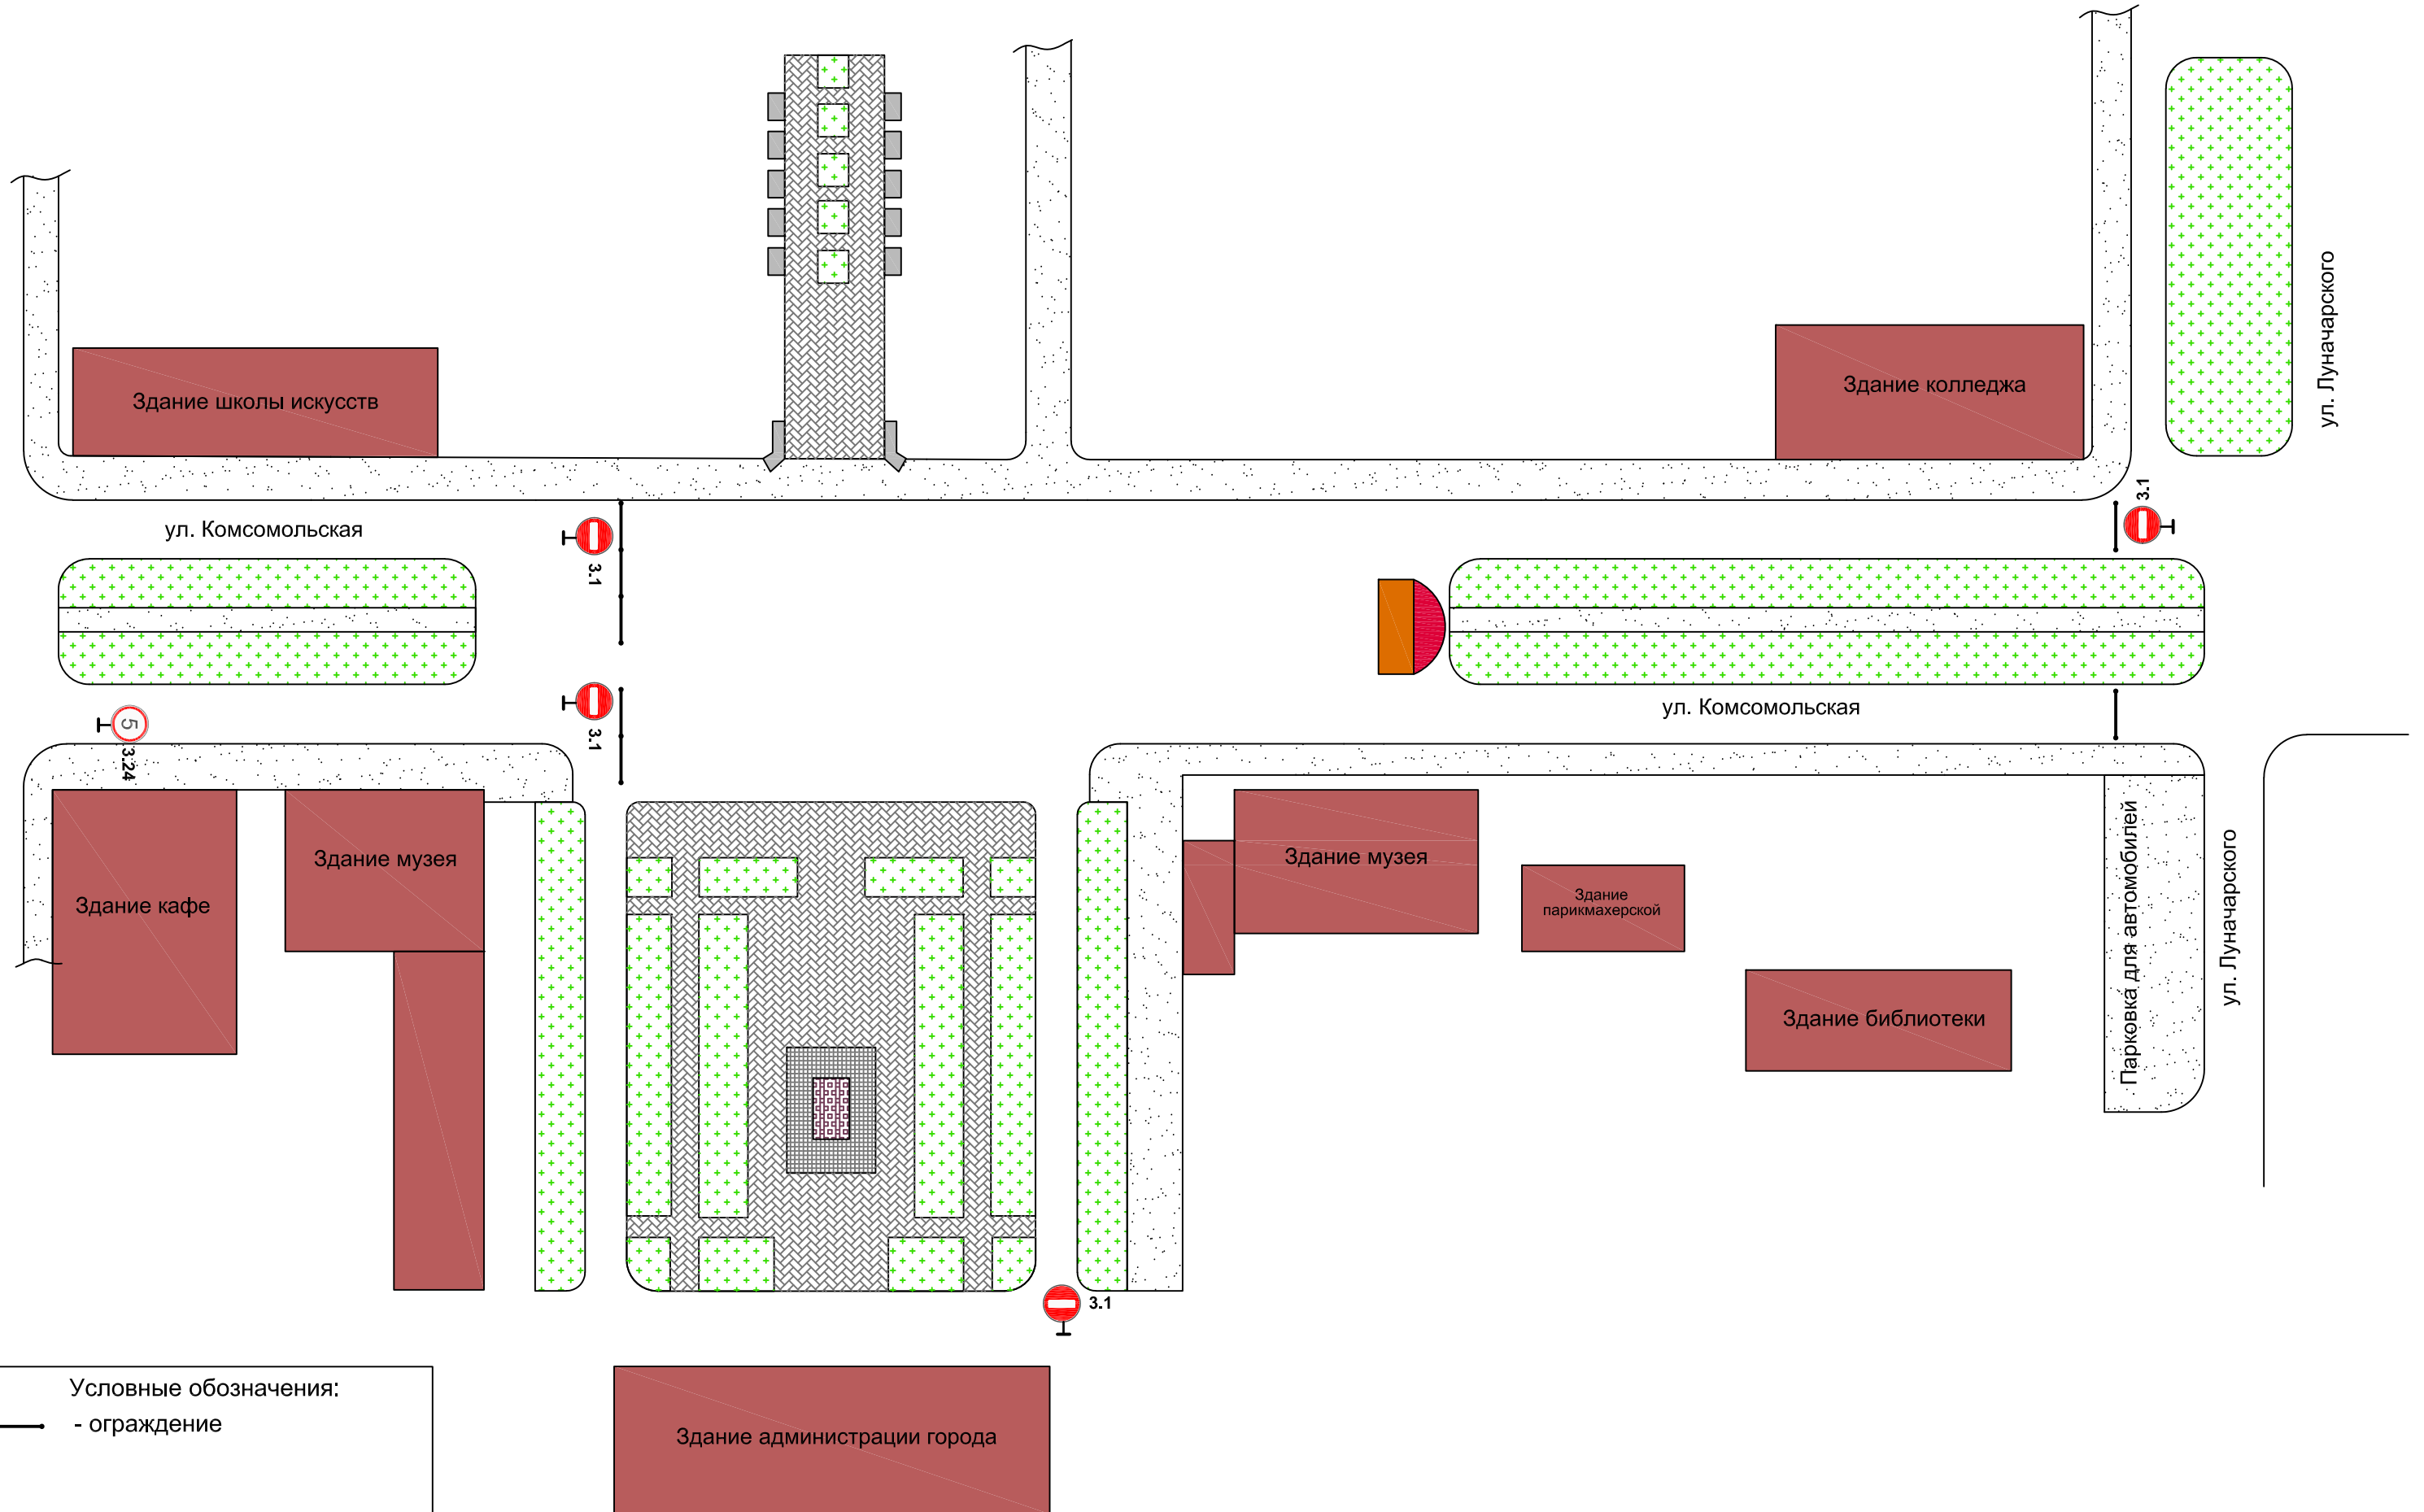 ул. Луначарского
Здание школы искусств
Здание колледжа
3.1
ул. Комсомольская
3.1
ул. Комсомольская
5
3.24
3.1
Здание музея
Здание кафе
Здание музея
Здание
парикмахерской
Здание библиотеки
Парковка для автомобилей
ул. Луначарского
3.1
Условные обозначения:
- ограждение
Здание администрации города